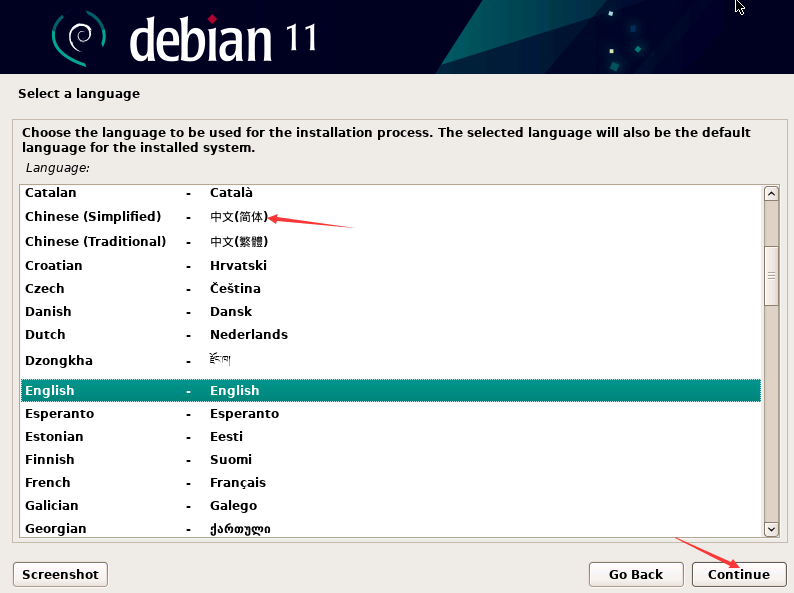 debian 11
Select a language
Choose the language to be used for the installation process. The selected language will also be the default
language for the installed system.
Language:
Catalan - Català
Chinese (Simplified) - 中文(简体)
Chinese (Traditional) - 中文(繁體)
Croatian - Hrvatski
Czech - Čeština
Danish - Dansk
Dutch - Nederlands
Dzongkha - རྫོང་ཁ།
English - English
Esperanto - Esperanto
Estonian - Eesti
Finnish - Suomi
French - Français
Galician - Galego
Georgian - ქართული
Screenshot Go Back Continue